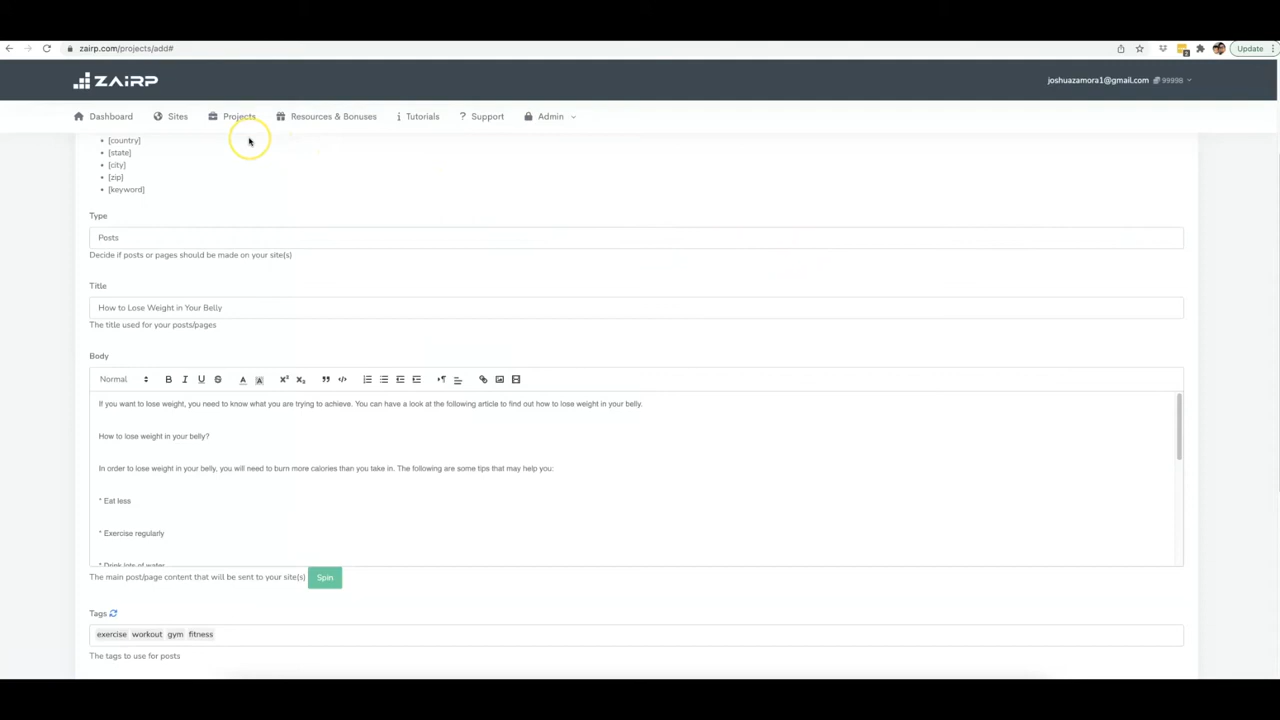 zairp.com/projects/add#
Update
ZAiRP
joshuazamora1@gmail.com 99998
Dashboard Sites Projects Resources & Bonuses Tutorials Support Admin
• [country]
• [state]
• [city]
• [zip]
• [keyword]
Type
Posts
Decide if posts or pages should be made on your site(s)
Title
How to Lose Weight in Your Belly
The title used for your posts/pages
Body
Normal B I U S A A X² X₂
If you want to lose weight, you need to know what you are trying to achieve. You can have a look at the following article to find out how to lose weight in your belly.
How to lose weight in your belly?
In order to lose weight in your belly, you will need to burn more calories than you take in. The following are some tips that may help you:
* Eat less
* Exercise regularly
* Drink lots of water
The main post/page content that will be sent to your site(s) Spin
Tags
exercise workout gym fitness
The tags to use for posts